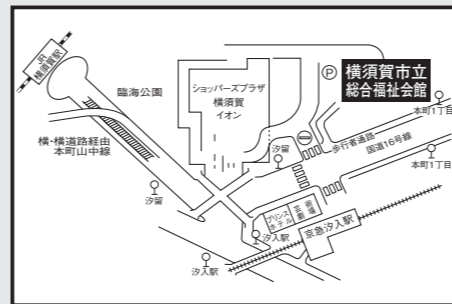 JR
横須賀駅
臨海公園
ショッパーズプラザ
横須賀
イオン
P
横須賀市立
総合福祉会館
本町1丁目
歩行者通路
国道16号線
本町1丁目
汐留
横・横道路経由
本町山中線
汐留
プリンス
ホテル
芸術
劇場
汐入駅
京急汐入駅
汐入駅